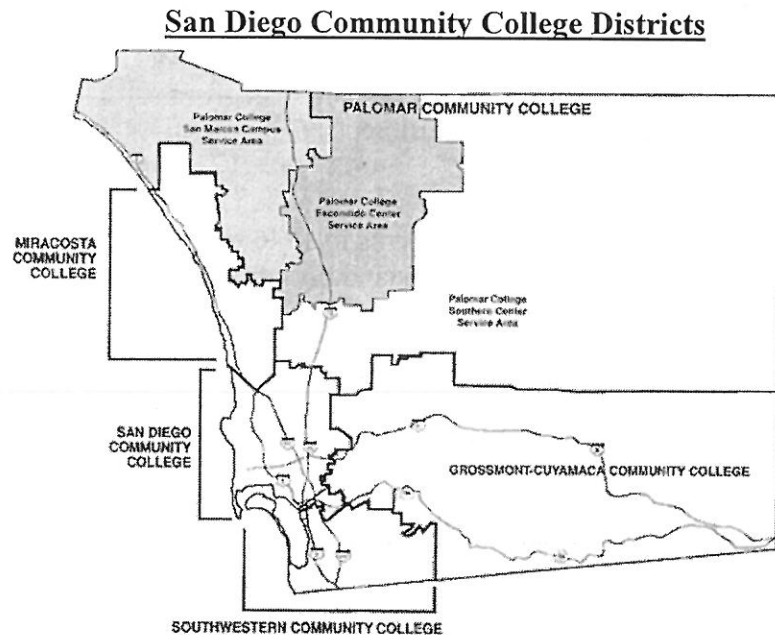 San Diego Community College Districts
PALOMAR COMMUNITY COLLEGE
Palomar College
San Marcos Campus
Service Area
Palomar College
Escondido Center
Service Area
MIRACOSTA
COMMUNITY
COLLEGE
Palomar College
Southern Center
Service Area
SAN DIEGO
COMMUNITY
COLLEGE
GROSSMONT-CUYAMACA COMMUNITY COLLEGE
SOUTHWESTERN COMMUNITY COLLEGE